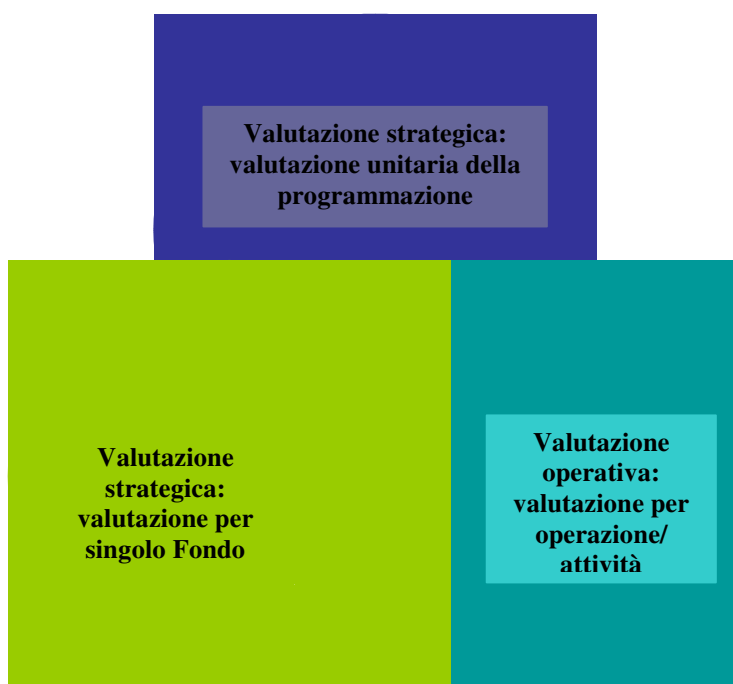 Valutazione strategica:
valutazione unitaria della
programmazione
Valutazione
strategica:
valutazione per
singolo Fondo
Valutazione
operativa:
valutazione per
operazione/
attività